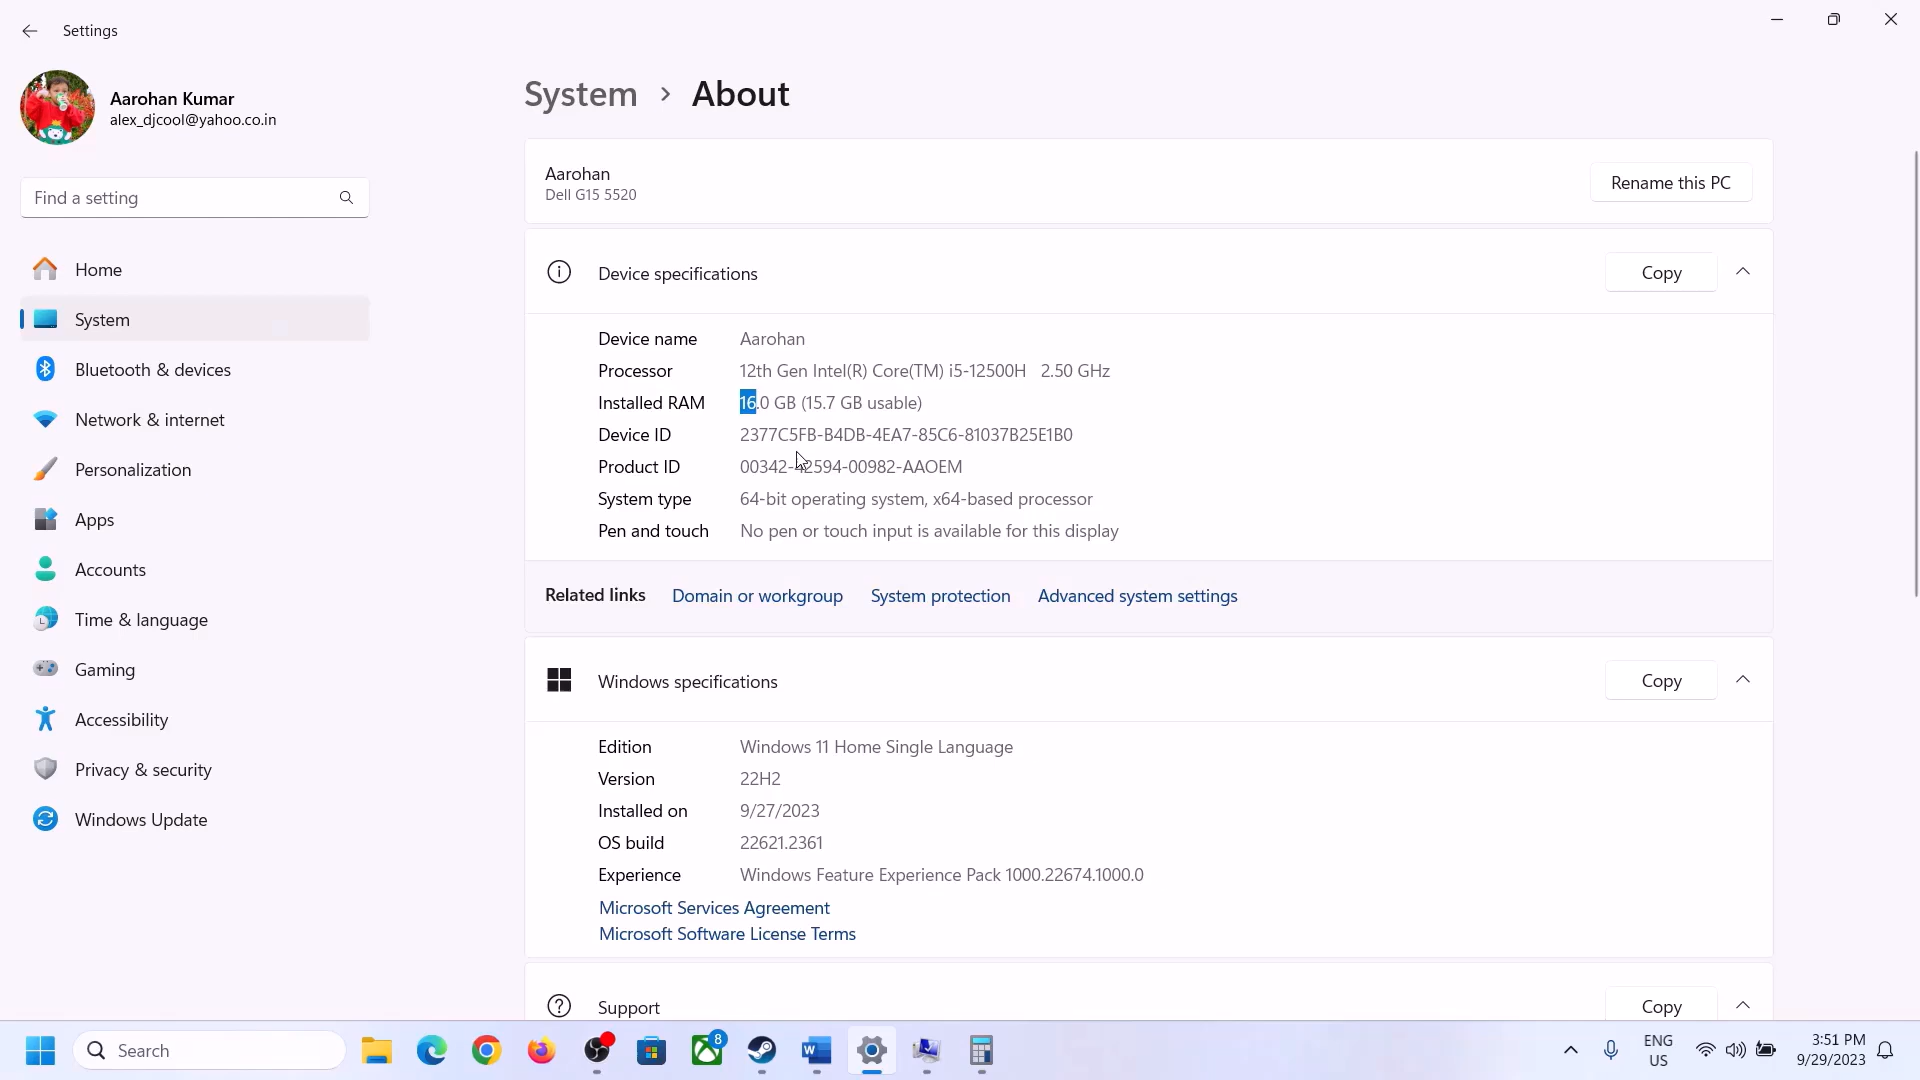 Settings
Aarohan Kumar
alex_djcool@yahoo.co.in
Find a setting
Home
System
Bluetooth & devices
Network & internet
Personalization
Apps
Accounts
Time & language
Gaming
Accessibility
Privacy & security
Windows Update
System > About
Aarohan
Dell G15 5520
Rename this PC
Device specifications
Copy
Device name Aarohan
Processor 12th Gen Intel(R) Core(TM) i5-12500H 2.50 GHz
Installed RAM 16.0 GB (15.7 GB usable)
Device ID 2377C5FB-B4DB-4EA7-85C6-81037B25E1B0
Product ID 00342-42594-00982-AAOEM
System type 64-bit operating system, x64-based processor
Pen and touch No pen or touch input is available for this display
Related links Domain or workgroup System protection Advanced system settings
Windows specifications
Copy
Edition Windows 11 Home Single Language
Version 22H2
Installed on 9/27/2023
OS build 22621.2361
Experience Windows Feature Experience Pack 1000.22674.1000.0
Microsoft Services Agreement
Microsoft Software License Terms
Support
Copy
Search
8
W
ENG
US
3:51 PM
9/29/2023